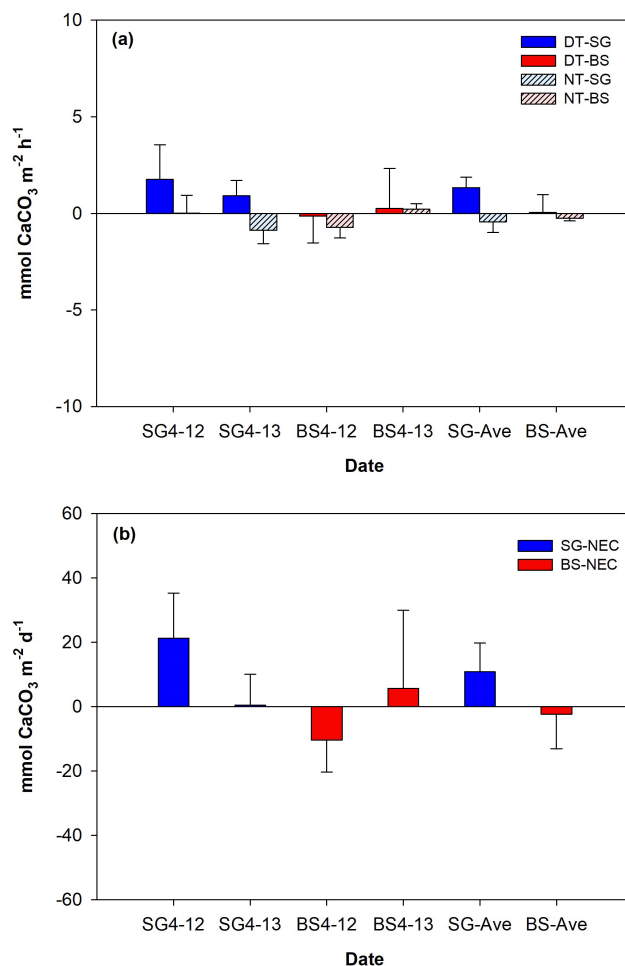 (a)
DT-SG
DT-BS
NT-SG
NT-BS
10
5
0
-5
-10
mmol CaCO3 m-2 h-1
SG4-12 SG4-13 BS4-12 BS4-13 SG-Ave BS-Ave
Date
(b)
SG-NEC
BS-NEC
60
40
20
0
-20
-40
-60
mmol CaCO3 m-2 d-1
SG4-12 SG4-13 BS4-12 BS4-13 SG-Ave BS-Ave
Date